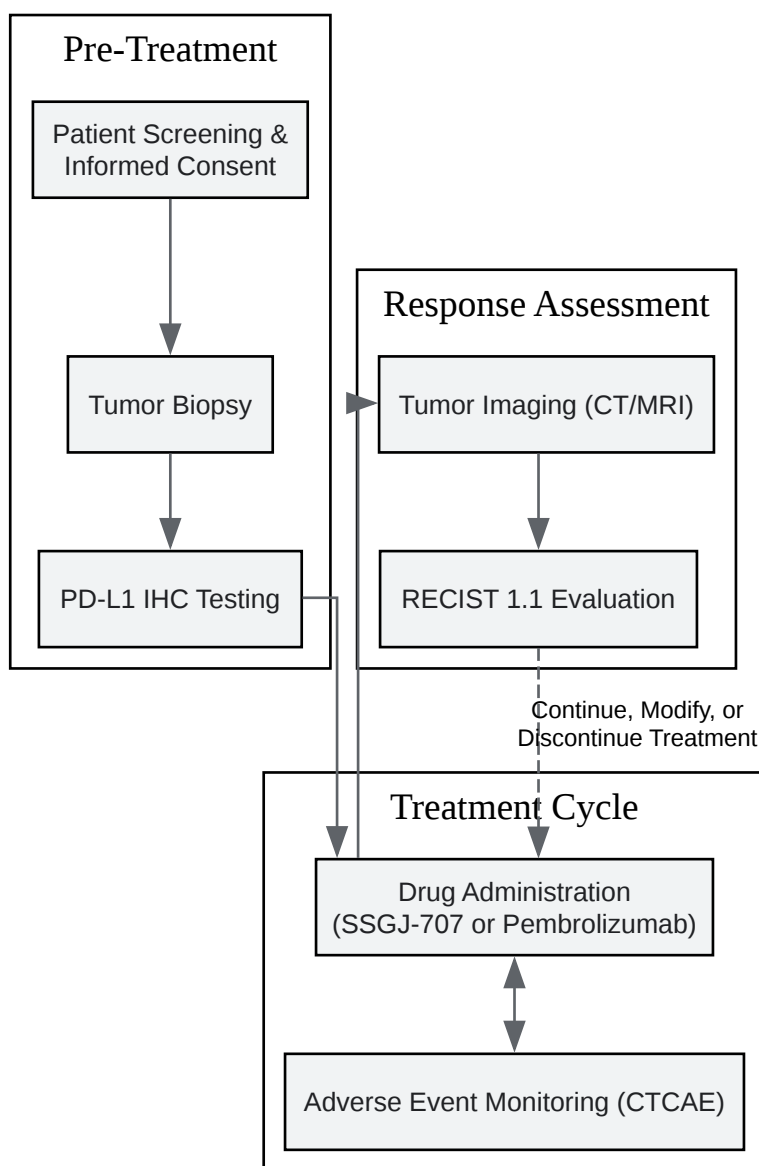 Pre-Treatment
Patient Screening &
Informed Consent
Tumor Biopsy
PD-L1 IHC Testing
Response Assessment
Tumor Imaging (CT/MRI)
RECIST 1.1 Evaluation
Continue, Modify, or
Discontinue Treatment
Treatment Cycle
Drug Administration
(SSGJ-707 or Pembrolizumab)
Adverse Event Monitoring (CTCAE)